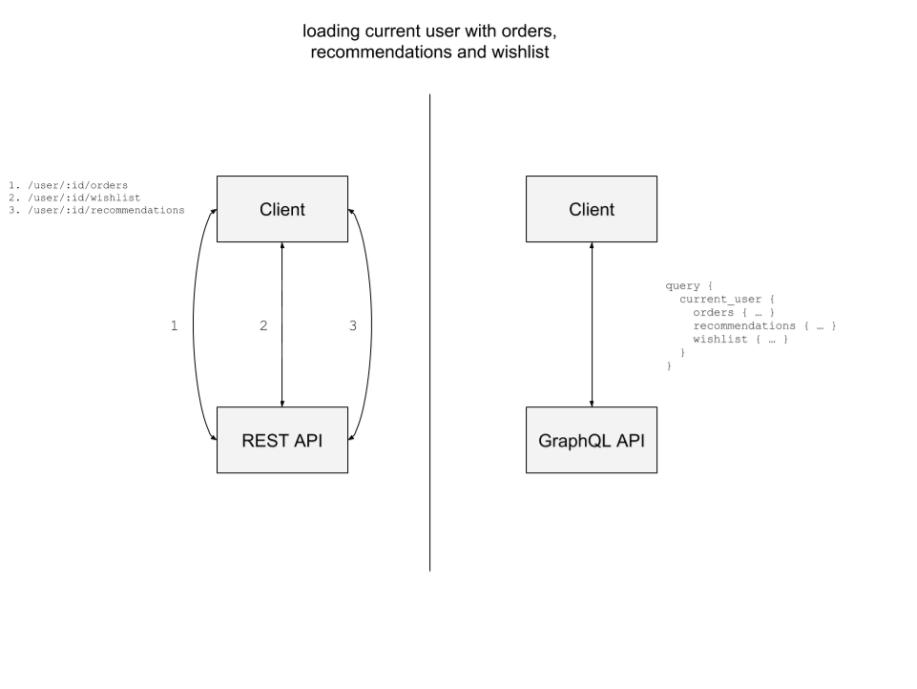 loading current user with orders,
recommendations and wishlist
1. /user/:id/orders
2. /user/:id/wishlist
3. /user/:id/recommendations
Client
1
2
3
REST API
Client
query {
  current_user {
    orders { … }
    recommendations { … }
    wishlist { … }
  }
}
GraphQL API